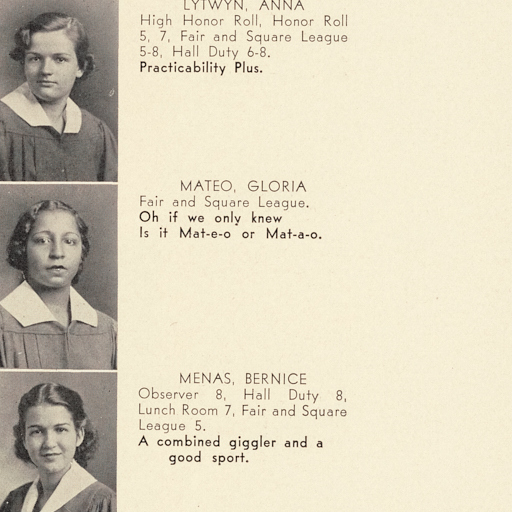 LYTWYN, ANNA
High Honor Roll, Honor Roll
5, 7, Fair and Square League
5-8, Hall Duty 6-8.
Practicability Plus.
MATEO, GLORIA
Fair and Square League.
Oh if we only knew
Is it Mat-e-o or Mat-a-o.
MENAS, BERNICE
Observer 8, Hall Duty 8,
Lunch Room 7, Fair and Square
League 5.
A combined giggler and a
good sport.